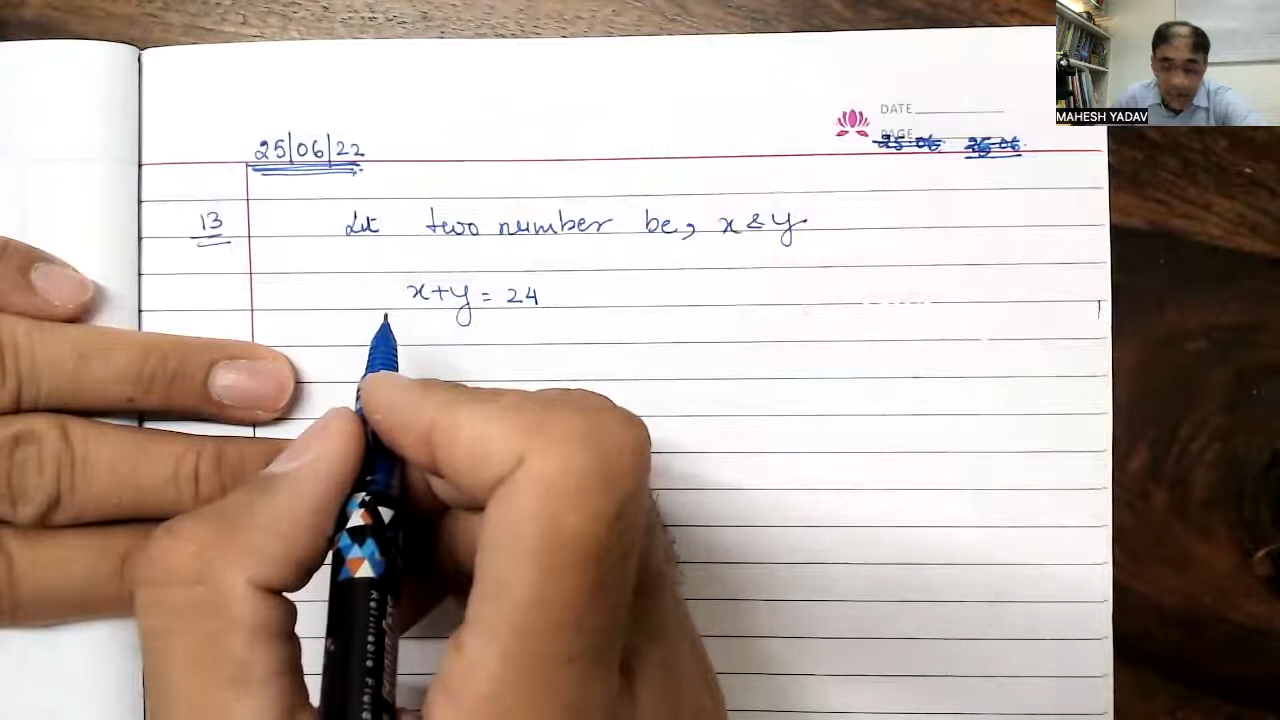 MAHESH YADAV
DATE
PAGE
25/06/22
25.06 26.06
13 Let two number be, x & y
x+y = 24